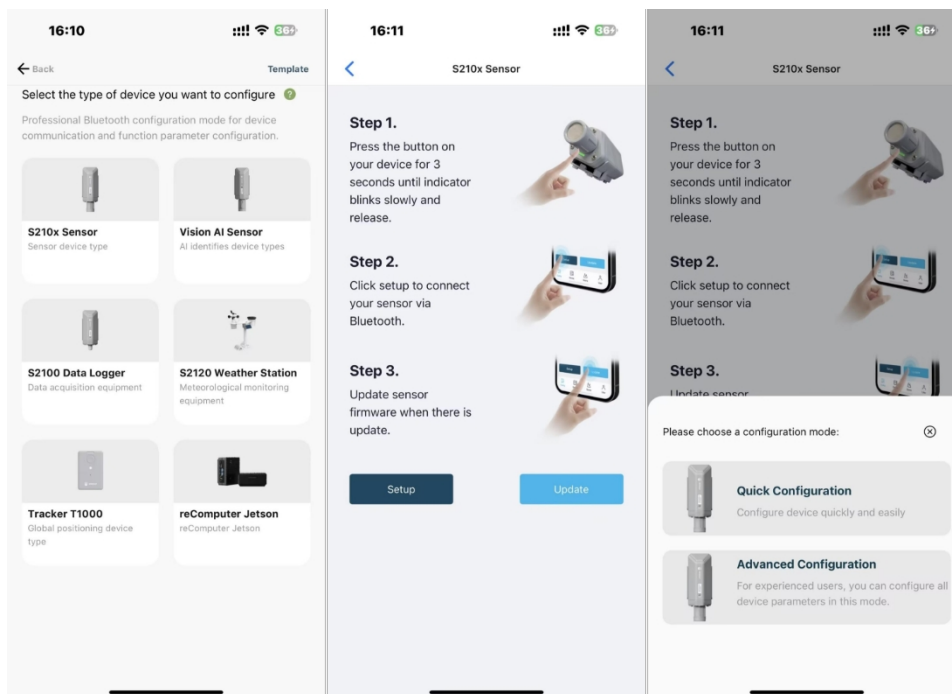 16:10
36
Back
Template
Select the type of device you want to configure ?
Professional Bluetooth configuration mode for device
communication and function parameter configuration.
S210x Sensor
Sensor device type
Vision AI Sensor
AI identifies device types
S2100 Data Logger
Data acquisition equipment
S2120 Weather Station
Meteorological monitoring
equipment
Tracker T1000
Global positioning device
type
reComputer Jetson
reComputer Jetson
16:11
36
S210x Sensor
Step 1.
Press the button on
your device for 3
seconds until indicator
blinks slowly and
release.
Step 2.
Click setup to connect
your sensor via
Bluetooth.
Step 3.
Update sensor
firmware when there is
update.
Setup
Update
16:11
36
S210x Sensor
Step 1.
Press the button on
your device for 3
seconds until indicator
blinks slowly and
release.
Step 2.
Click setup to connect
your sensor via
Bluetooth.
Step 3.
Update sensor
Please choose a configuration mode:
Quick Configuration
Configure device quickly and easily
Advanced Configuration
For experienced users, you can configure all
device parameters in this mode.